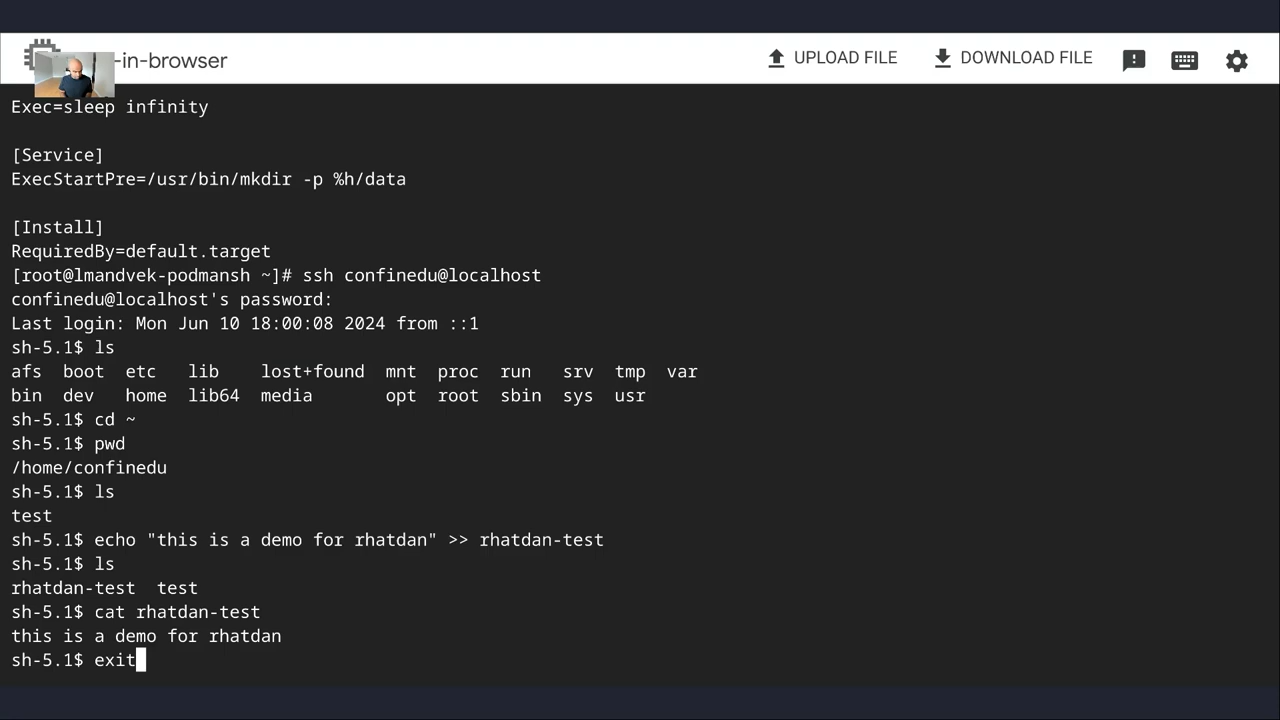 -in-browser
UPLOAD FILE
DOWNLOAD FILE
Exec=sleep infinity
[Service]
ExecStartPre=/usr/bin/mkdir -p %h/data
[Install]
RequiredBy=default.target
[root@lmandvek-podmansh ~]# ssh confinedu@localhost
confinedu@localhost's password:
Last login: Mon Jun 10 18:00:08 2024 from ::1
sh-5.1$ ls
afs boot etc lib lost+found mnt proc run srv tmp var
bin dev home lib64 media opt root sbin sys usr
sh-5.1$ cd ~
sh-5.1$ pwd
/home/confinedu
sh-5.1$ ls
test
sh-5.1$ echo "this is a demo for rhatdan" >> rhatdan-test
sh-5.1$ ls
rhatdan-test test
sh-5.1$ cat rhatdan-test
this is a demo for rhatdan
sh-5.1$ exit